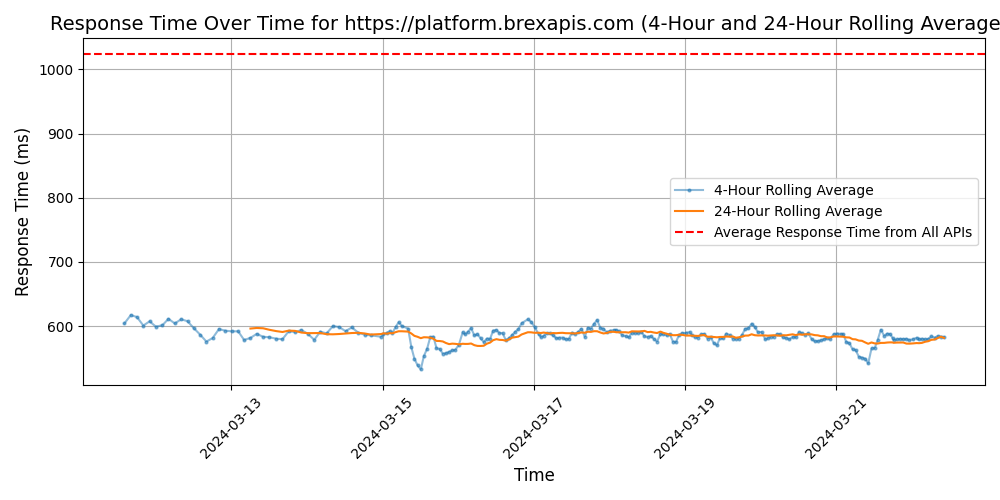 Response Time Over Time for https://platform.brexapis.com (4-Hour and 24-Hour Rolling Average
Response Time (ms)
1000
900
800
700
600
4-Hour Rolling Average
24-Hour Rolling Average
Average Response Time from All APIs
2024-03-13
2024-03-15
2024-03-17
2024-03-19
2024-03-21
Time